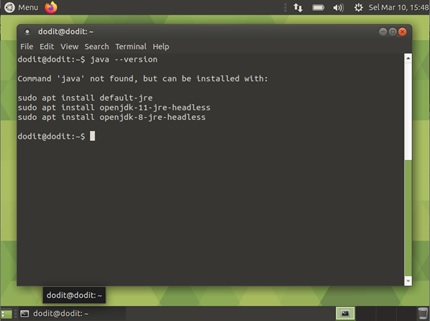 Menu
Sel Mar 10, 15:48
dodit@dodit: ~
File Edit View Search Terminal Help
dodit@dodit:~$ java --version
Command 'java' not found, but can be installed with:
sudo apt install default-jre
sudo apt install openjdk-11-jre-headless
sudo apt install openjdk-8-jre-headless
dodit@dodit:~$
dodit@dodit: ~
dodit@dodit: ~